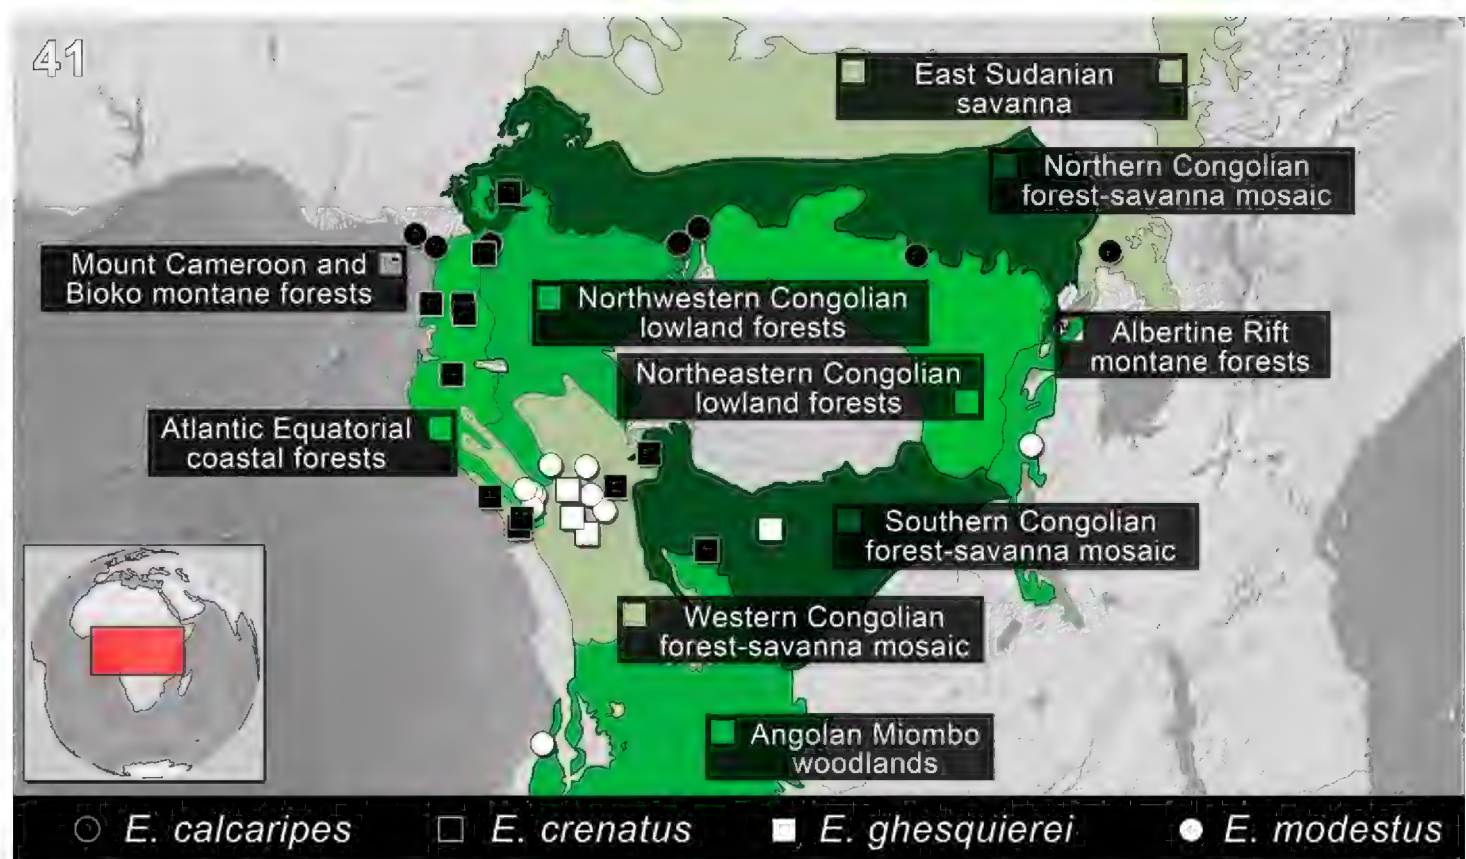 41
East Sudanian
savanna
Northern Congolian
forest-savanna mosaic
Mount Cameroon and
Bioko montane forests
Northwestern Congolian
lowland forests
Albertine Rift
montane forests
Northeastern Congolian
lowland forests
Atlantic Equatorial
coastal forests
Southern Congolian
forest-savanna mosaic
Western Congolian
forest-savanna mosaic
Angolan Miombo
woodlands
E. calcaripes
E. crenatus
E. ghesquierei
E. modestus